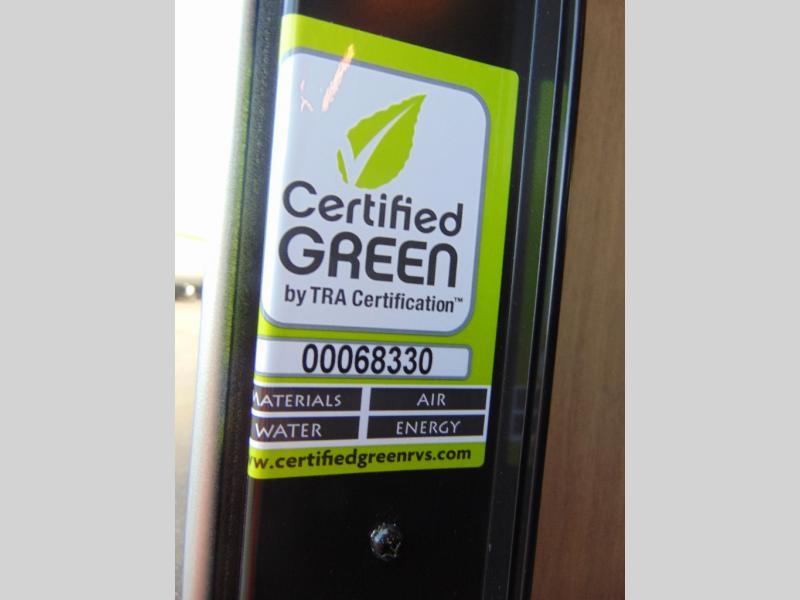 Certified
GREEN
by TRA Certification™
00068330
MATERIALS AIR
WATER ENERGY
www.certifiedgreenrvs.com